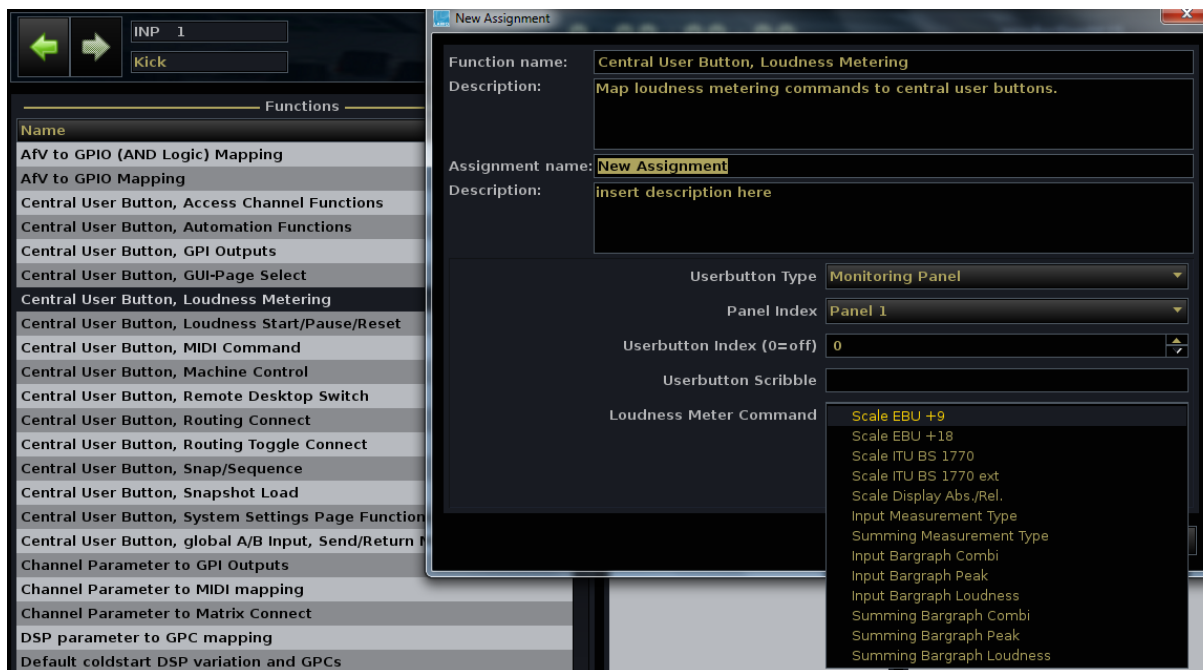 INP 1
Kick
Functions
Name
AfV to GPIO (AND Logic) Mapping
AfV to GPIO Mapping
Central User Button, Access Channel Functions
Central User Button, Automation Functions
Central User Button, GPI Outputs
Central User Button, GUI-Page Select
Central User Button, Loudness Metering
Central User Button, Loudness Start/Pause/Reset
Central User Button, MIDI Command
Central User Button, Machine Control
Central User Button, Remote Desktop Switch
Central User Button, Routing Connect
Central User Button, Routing Toggle Connect
Central User Button, Snap/Sequence
Central User Button, Snapshot Load
Central User Button, System Settings Page Function
Central User Button, global A/B Input, Send/Return
Channel Parameter to GPI Outputs
Channel Parameter to MIDI mapping
Channel Parameter to Matrix Connect
DSP parameter to GPC mapping
Default coldstart DSP variation and GPCs
New Assignment
Function name: Central User Button, Loudness Metering
Description: Map loudness metering commands to central user buttons.
Assignment name: New Assignment
Description: insert description here
Userbutton Type Monitoring Panel
Panel Index Panel 1
Userbutton Index (0=off) 0
Userbutton Scribble
Loudness Meter Command
Scale EBU +9
Scale EBU +18
Scale ITU BS 1770
Scale ITU BS 1770 ext
Scale Display Abs./Rel.
Input Measurement Type
Summing Measurement Type
Input Bargraph Combi
Input Bargraph Peak
Input Bargraph Loudness
Summing Bargraph Combi
Summing Bargraph Peak
Summing Bargraph Loudness